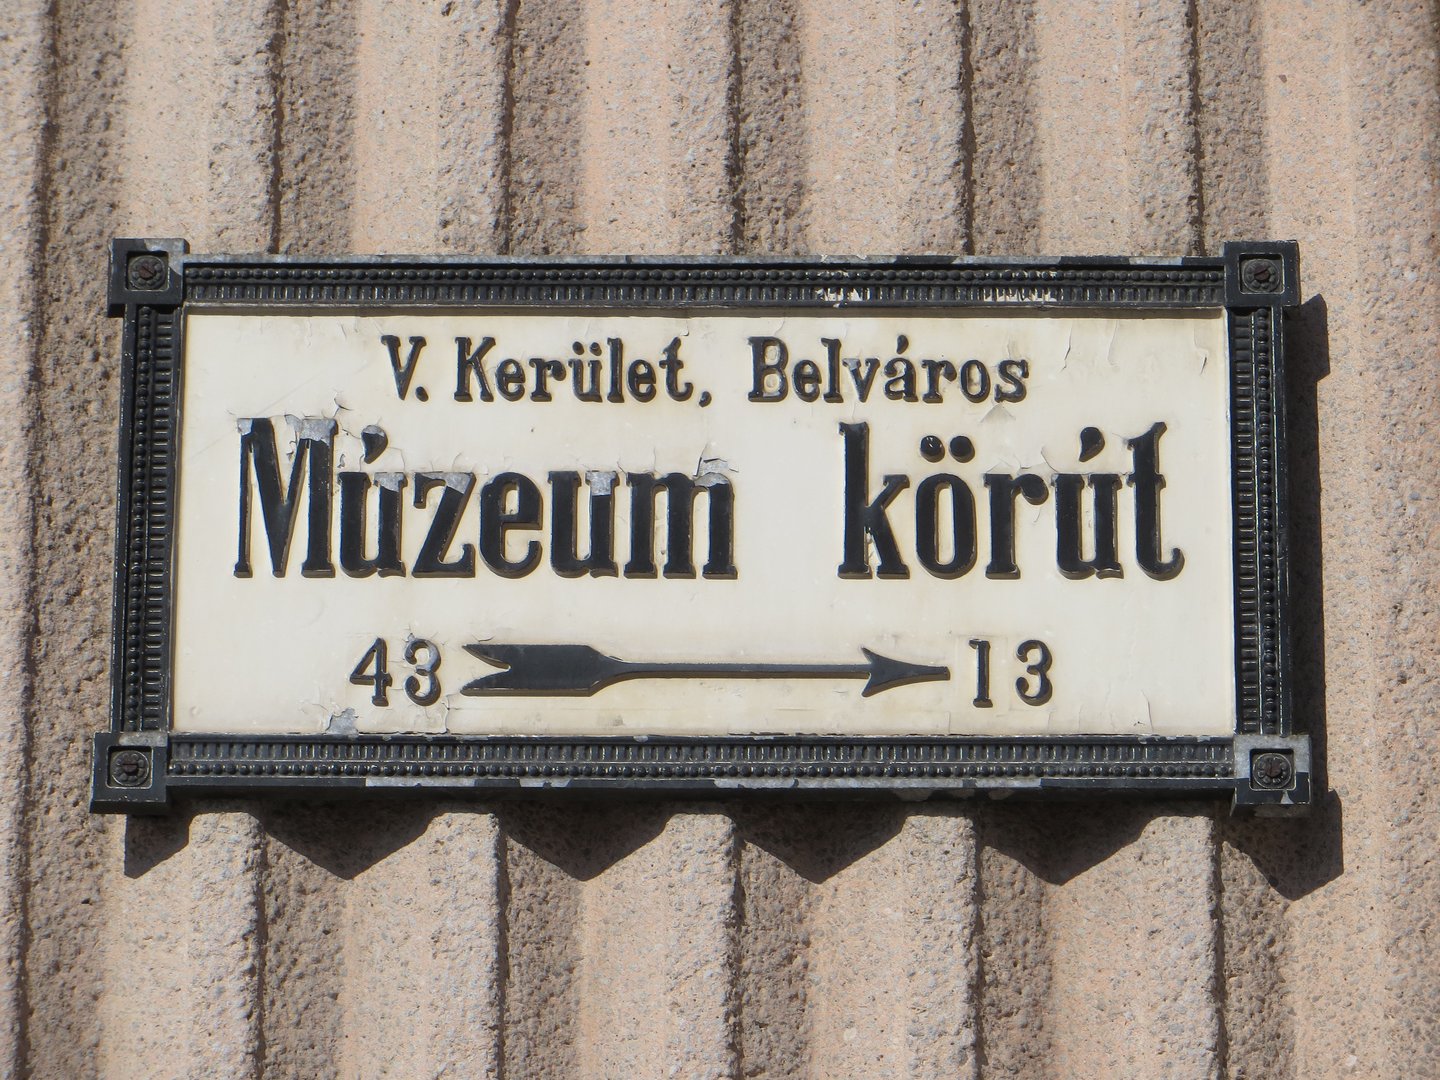 V. Kerület, Belváros
Múzeum körút
43 13